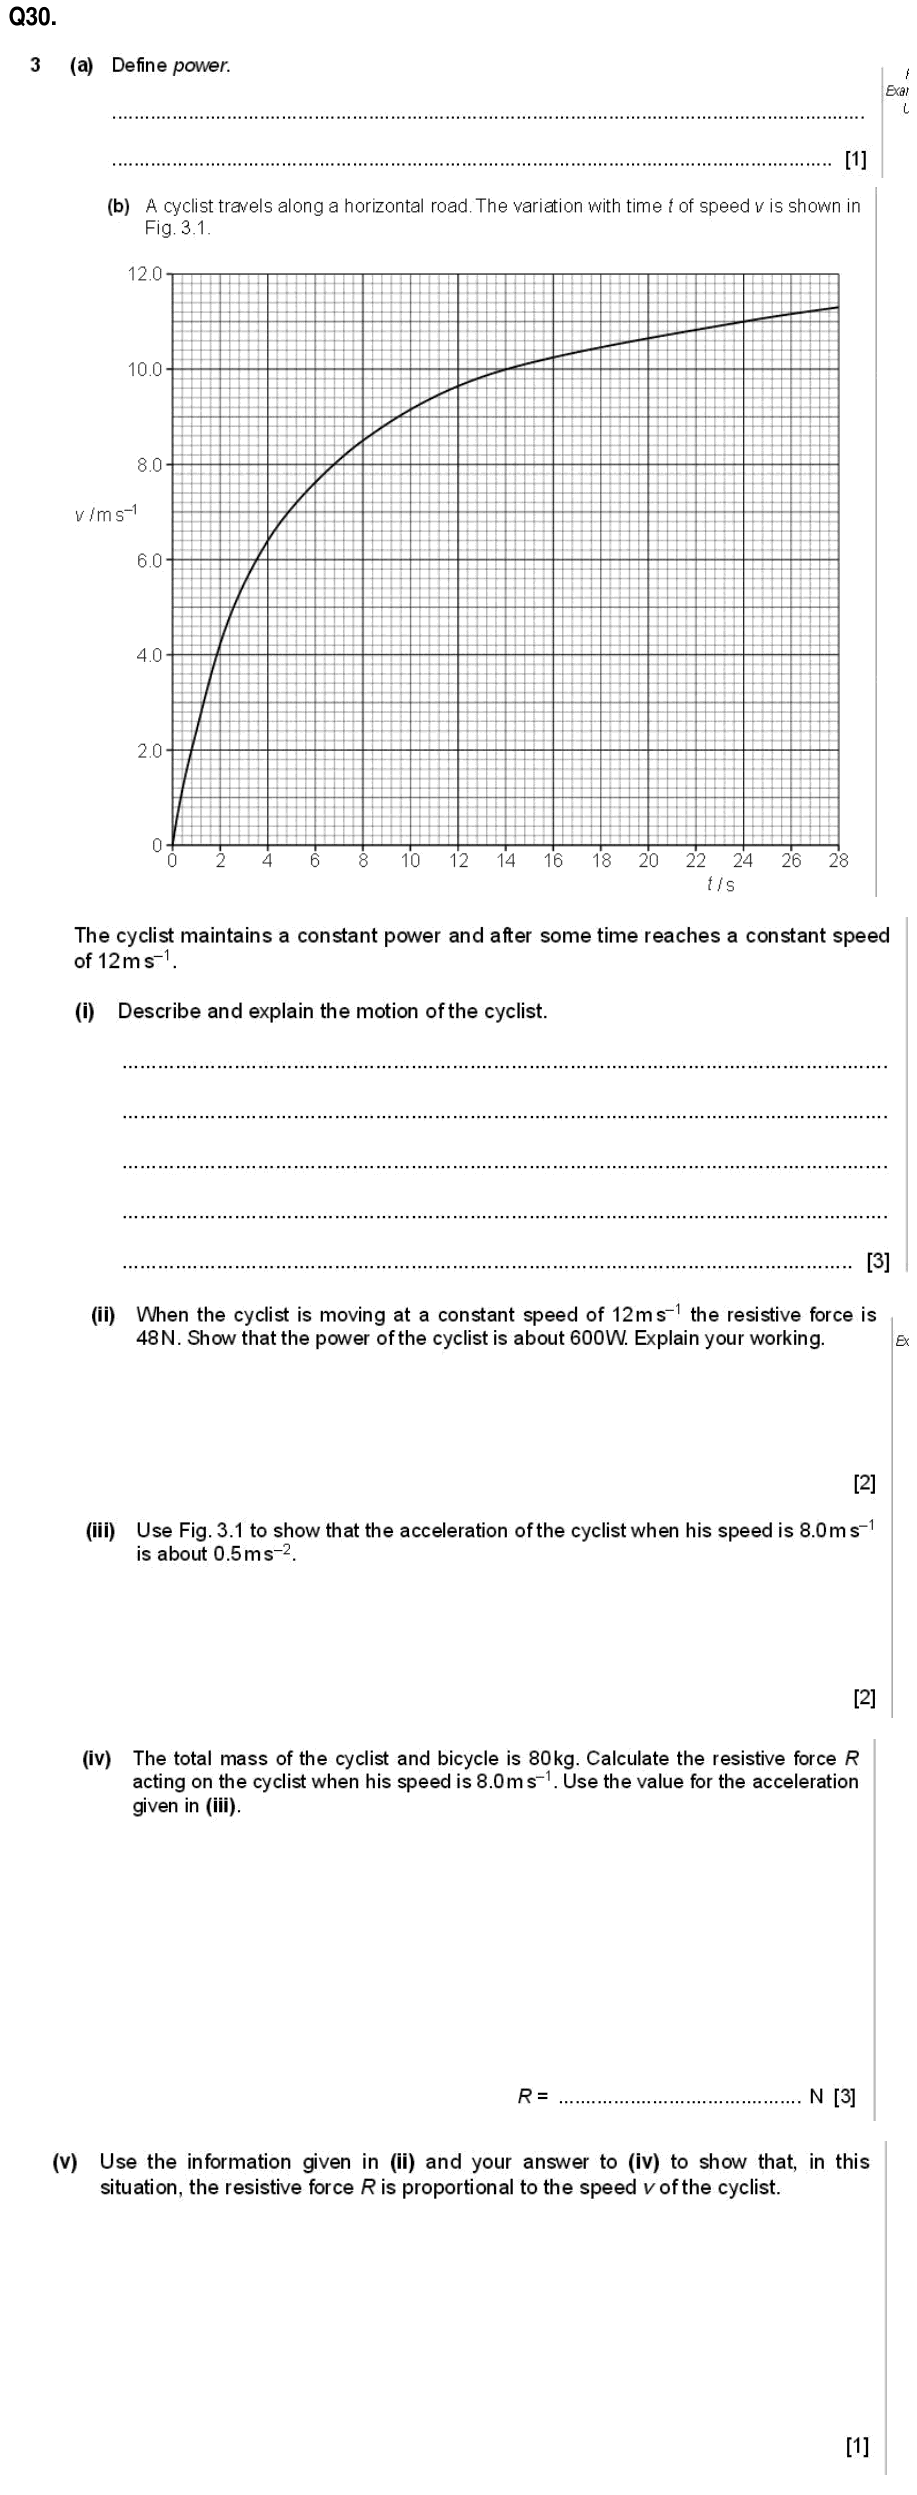 Q30.
3 (a) Define power.
Exar
[1]
(b) A cyclist travels along a horizontal road. The variation with time t of speed v is shown in
Fig. 3.1.
12.0
10.0
8.0
v / m s⁻¹
6.0
4.0
2.0
0
0 2 4 6 8 10 12 14 16 18 20 22 24 26 28
t / s
The cyclist maintains a constant power and after some time reaches a constant speed
of 12 m s⁻¹.
(i) Describe and explain the motion of the cyclist.
[3]
(ii) When the cyclist is moving at a constant speed of 12 m s⁻¹ the resistive force is
48 N. Show that the power of the cyclist is about 600 W. Explain your working.
Ex
[2]
(iii) Use Fig. 3.1 to show that the acceleration of the cyclist when his speed is 8.0 m s⁻¹
is about 0.5 m s⁻².
[2]
(iv) The total mass of the cyclist and bicycle is 80 kg. Calculate the resistive force R
acting on the cyclist when his speed is 8.0 m s⁻¹. Use the value for the acceleration
given in (iii).
R = ............................................ N [3]
(v) Use the information given in (ii) and your answer to (iv) to show that, in this
situation, the resistive force R is proportional to the speed v of the cyclist.
[1]